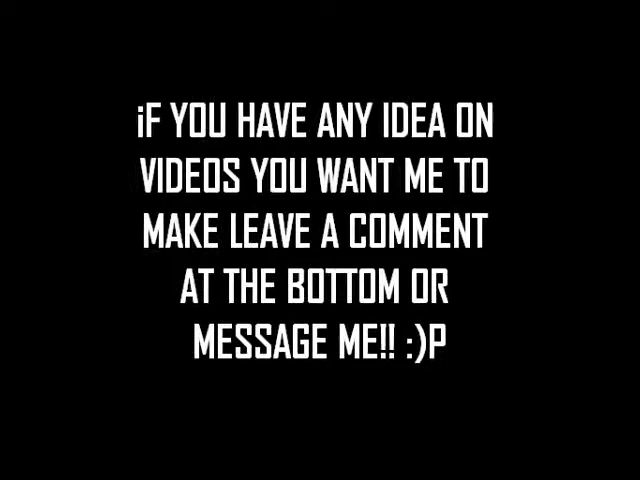 iF YOU HAVE ANY IDEA ON
VIDEOS YOU WANT ME TO
MAKE LEAVE A COMMENT
AT THE BOTTOM OR
MESSAGE ME!! :)P